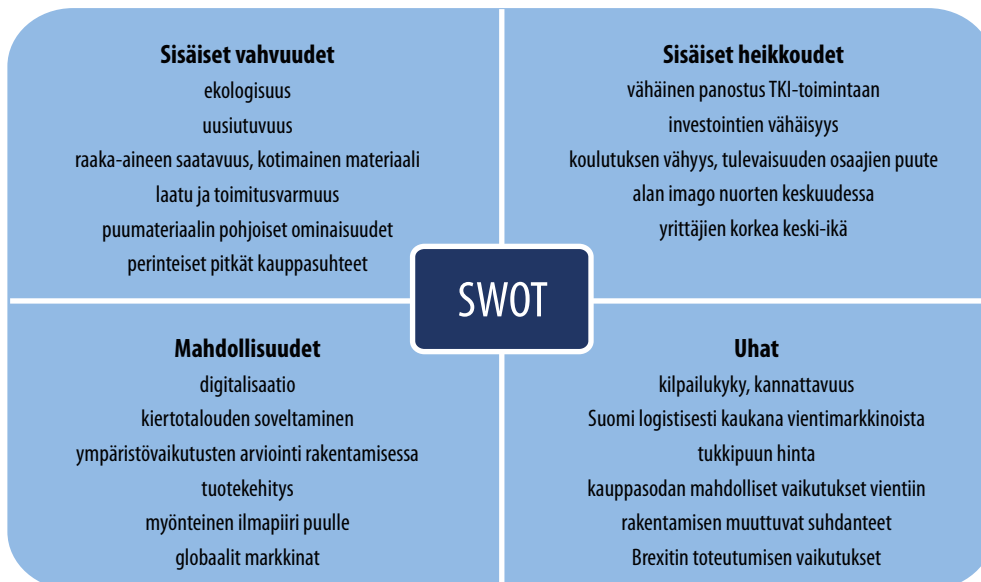 Sisäiset vahvuudet
ekologisuus
uusiutuvuus
raaka-aineen saatavuus, kotimainen materiaali
laatu ja toimitusvarmuus
puumateriaalin pohjoiset ominaisuudet
perinteiset pitkät kauppasuhteet
Sisäiset heikkoudet
vähäinen panostus TKI-toimintaan
investointien vähäisyys
koulutuksen vähyys, tulevaisuuden osaajien puute
alan imago nuorten keskuudessa
yrittäjien korkea keski-ikä
SWOT
Mahdollisuudet
digitalisaatio
kiertotalouden soveltaminen
ympäristövaikutusten arviointi rakentamisessa
tuotekehitys
myönteinen ilmapiiri puulle
globaalit markkinat
Uhat
kilpailukyky, kannattavuus
Suomi logistisesti kaukana vientimarkkinoista
tukkipuun hinta
kauppasodan mahdolliset vaikutukset vientiin
rakentamisen muuttuvat suhdanteet
Brexitin toteutumisen vaikutukset